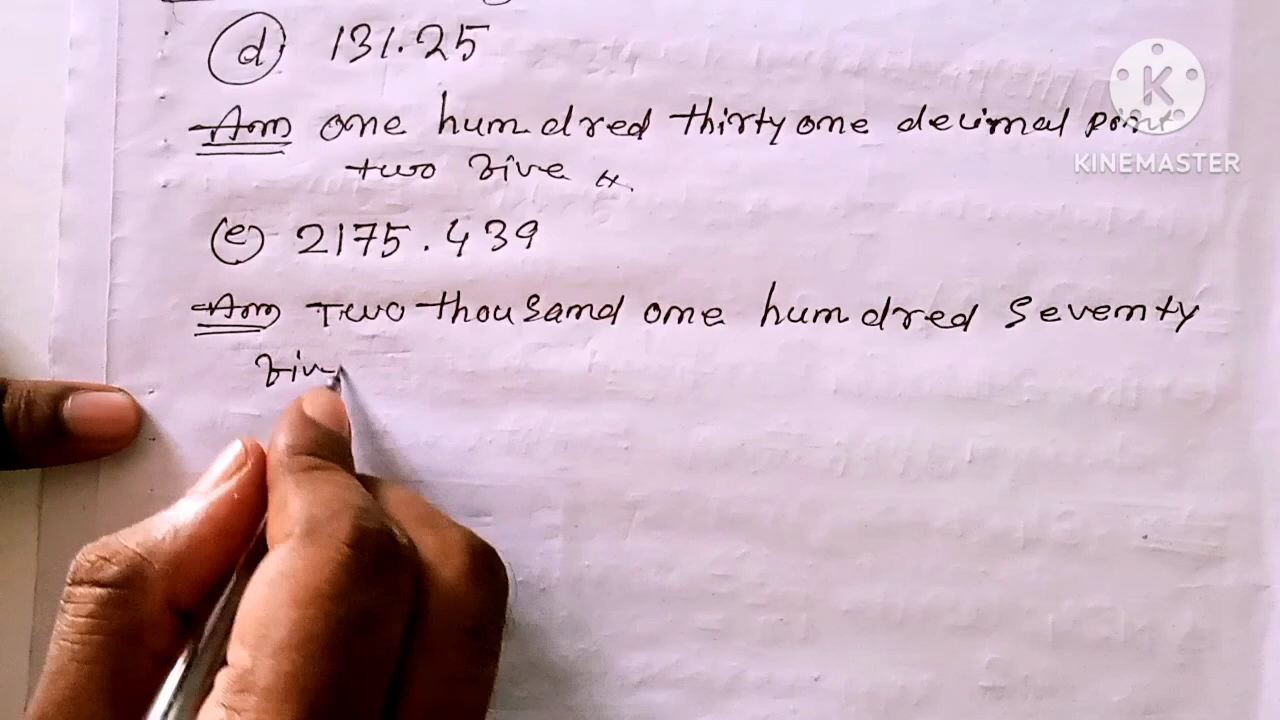 (d) 131.25
Ans One hundred thirty one decimal point
two five
(e) 2175.439
Ans Two thousand one hundred seventy
five
K
KINEMASTER